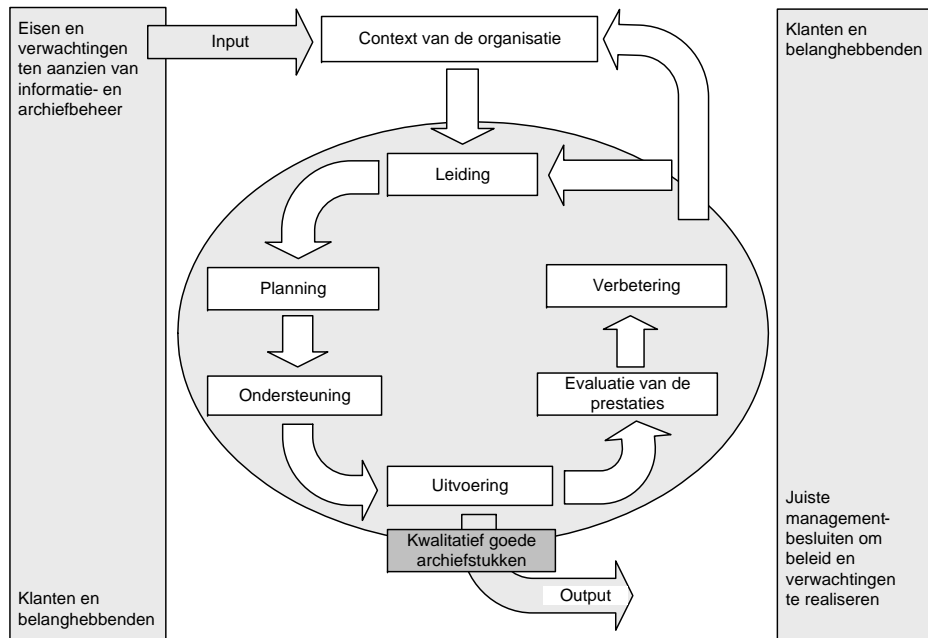 Eisen en
verwachtingen
ten aanzien van
informatie- en
archiefbeheer
Input
Context van de organisatie
Klanten en
belanghebbenden
Leiding
Planning
Verbetering
Ondersteuning
Evaluatie van de
prestaties
Uitvoering
Kwalitatief goede
archiefstukken
Output
Klanten en
belanghebbenden
Juiste
management-
besluiten om
beleid en
verwachtingen
te realiseren